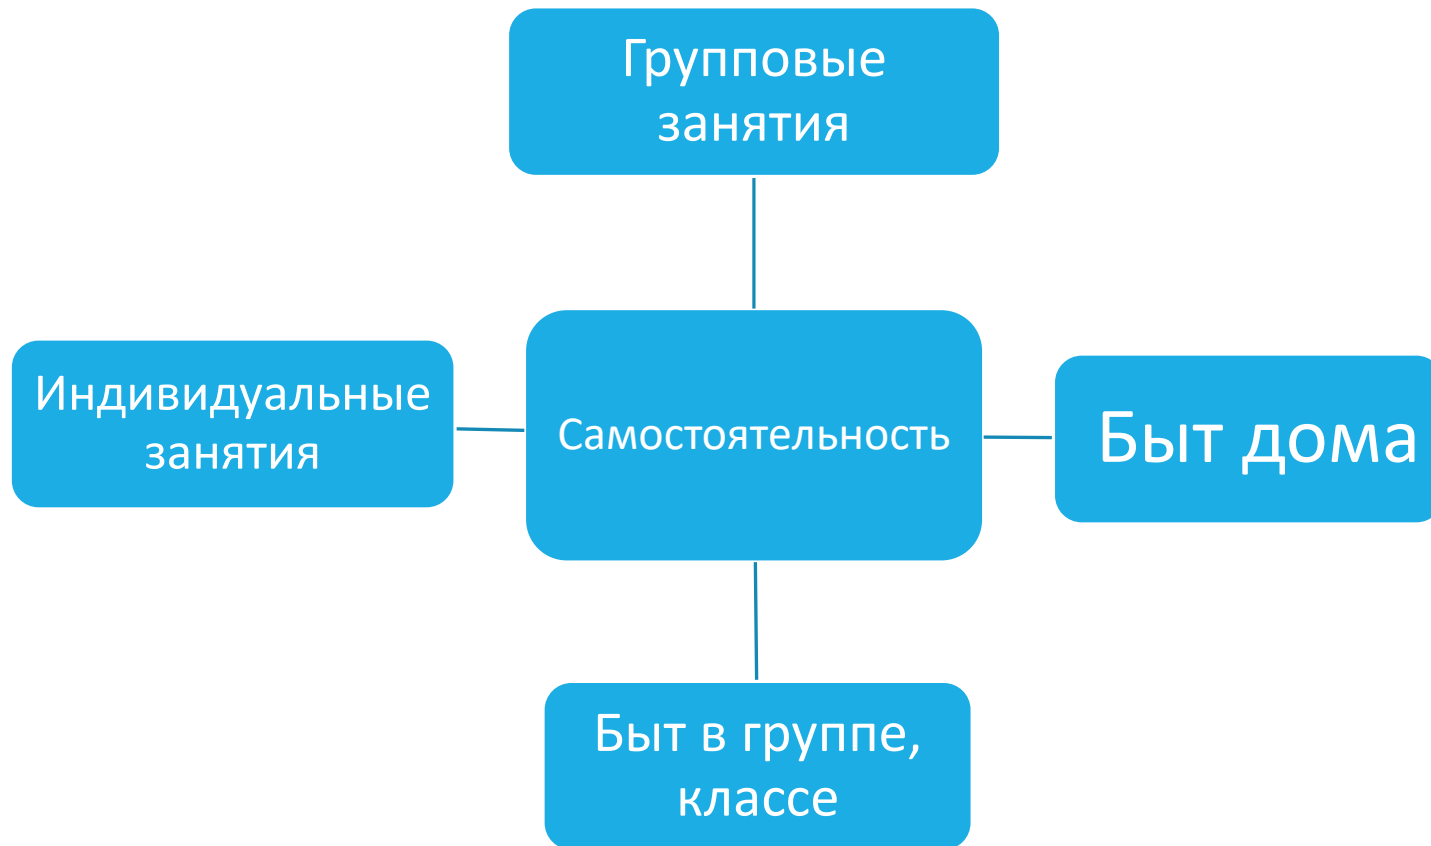 Групповые
занятия
Индивидуальные
занятия
Самостоятельность
Быт дома
Быт в группе,
классе